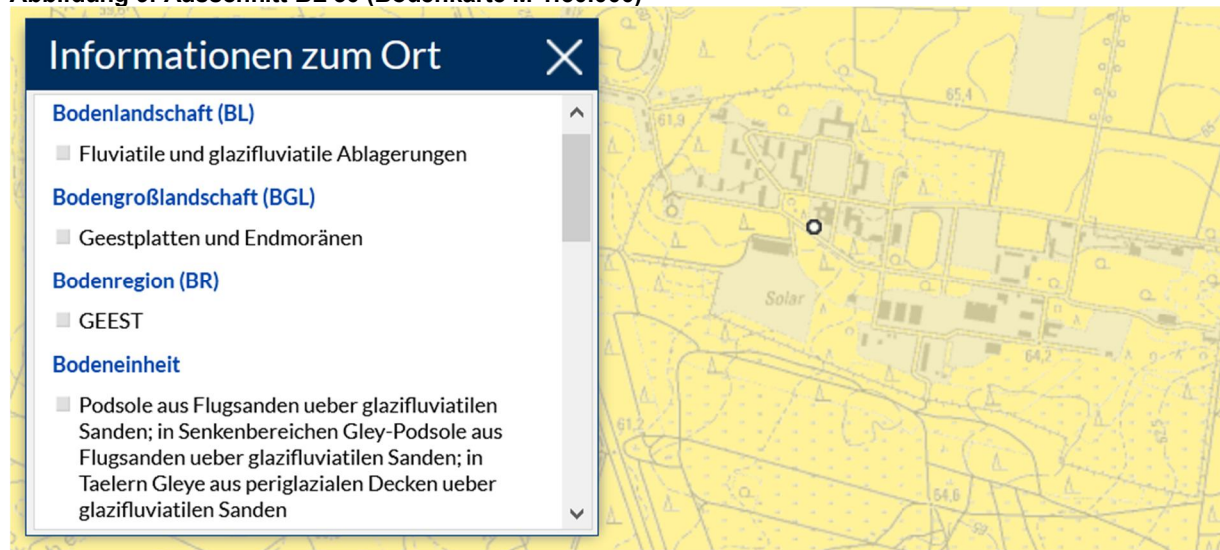 Informationen zum Ort
Bodenlandschaft (BL)
Fluviatile und glazifluviatile Ablagerungen
Bodengroßlandschaft (BGL)
Geestplatten und Endmoränen
Bodenregion (BR)
GEEST
Bodeneinheit
Podsole aus Flugsanden ueber glazifluviatilen
Sanden; in Senkenbereichen Gley-Podsole aus
Flugsanden ueber glazifluviatilen Sanden; in
Taelern Gleye aus periglazialen Decken ueber
glazifluviatilen Sanden
65,4
61,9
Solar
64,2
61,2
62,5
64,6